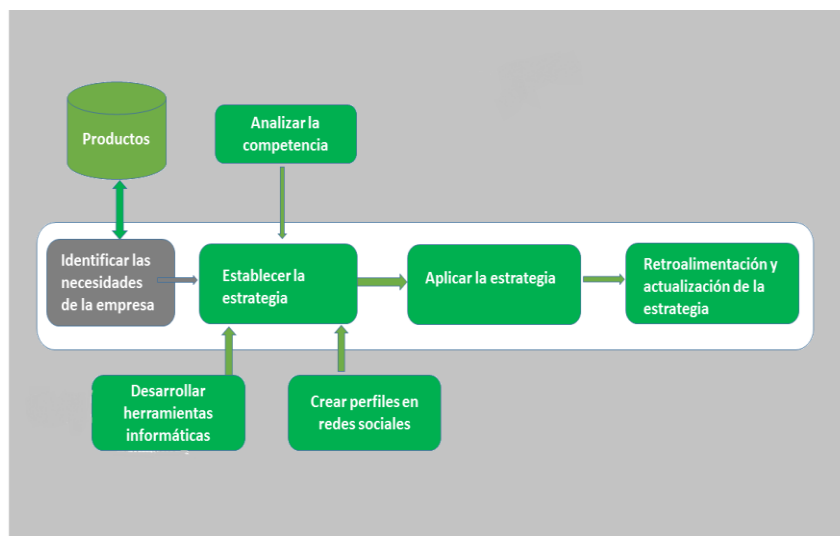 Productos
Analizar la
competencia
Identificar las
necesidades
de la empresa
Establecer la
estrategia
Aplicar la estrategia
Retroalimentación y
actualización de la
estrategia
Desarrollar
herramientas
informáticas
Crear perfiles en
redes sociales